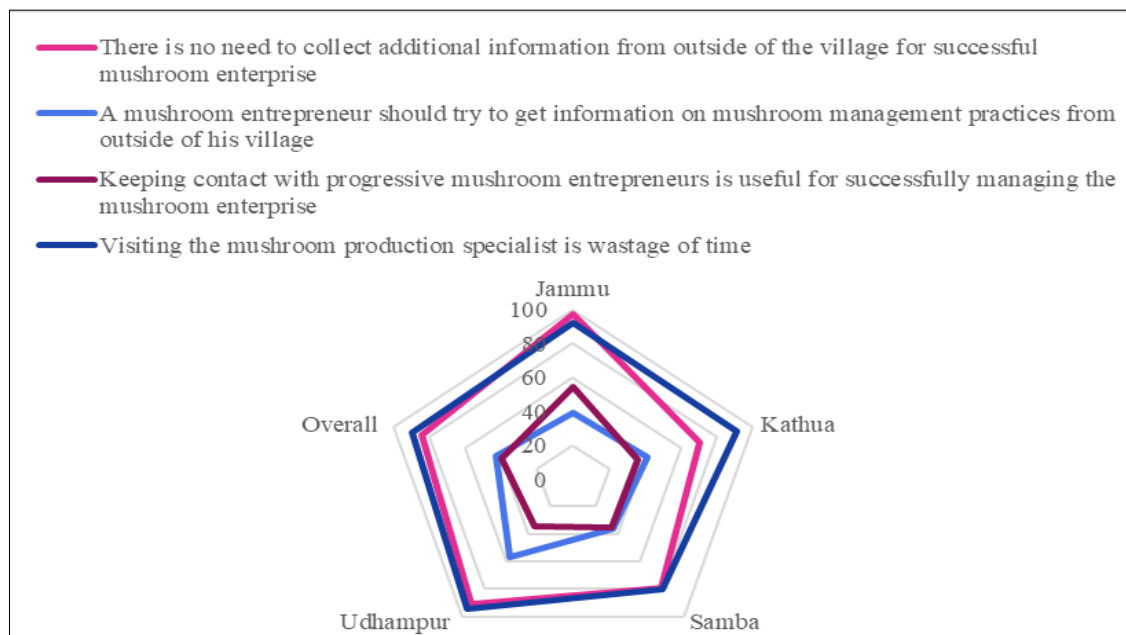 There is no need to collect additional information from outside of the village for successful
mushroom enterprise
A mushroom entrepreneur should try to get information on mushroom management practices from
outside of his village
Keeping contact with progressive mushroom entrepreneurs is useful for successfully managing the
mushroom enterprise
Visiting the mushroom production specialist is wastage of time
Jammu
100
80
60
Overall
Kathua
40
20
0
Udhampur
Samba